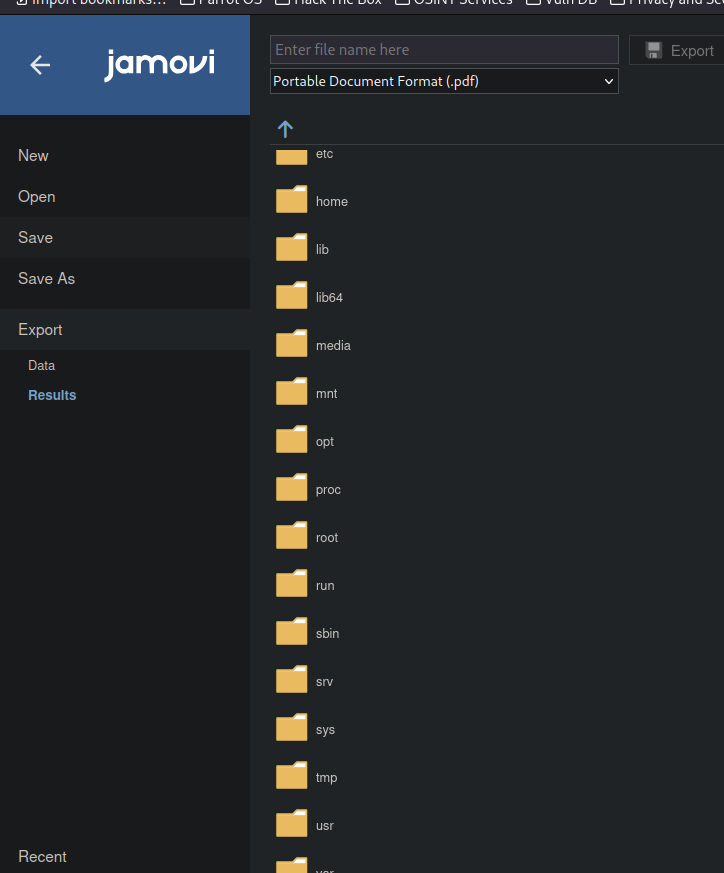 Import bookmarks... Parrot OS Hack The Box OSINT Services Vuln DB Privacy and
jamovi
Enter file name here
Export
Portable Document Format (.pdf)
New
Open
Save
Save As
Export
Data
Results
Recent
etc
home
lib
lib64
media
mnt
opt
proc
root
run
sbin
srv
sys
tmp
usr
var